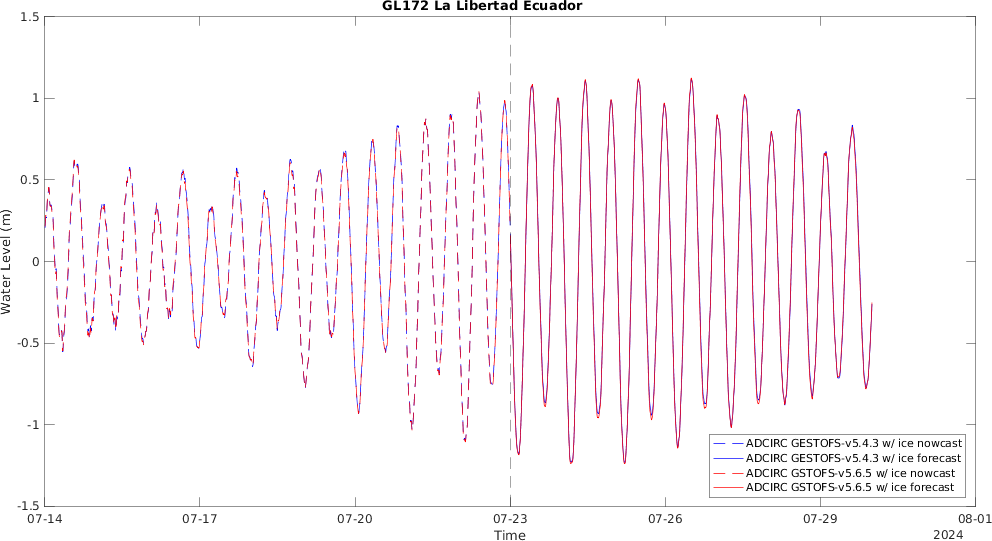 GL172 La Libertad Ecuador
1.5
1
0.5
0
-0.5
-1
-1.5
Water Level (m)
07-14
07-17
07-20
07-23
07-26
07-29
08-01
Time
2024
ADCIRC GESTOFS-v5.4.3 w/ ice nowcast
ADCIRC GESTOFS-v5.4.3 w/ ice forecast
ADCIRC GSTOFS-v5.6.5 w/ ice nowcast
ADCIRC GSTOFS-v5.6.5 w/ ice forecast